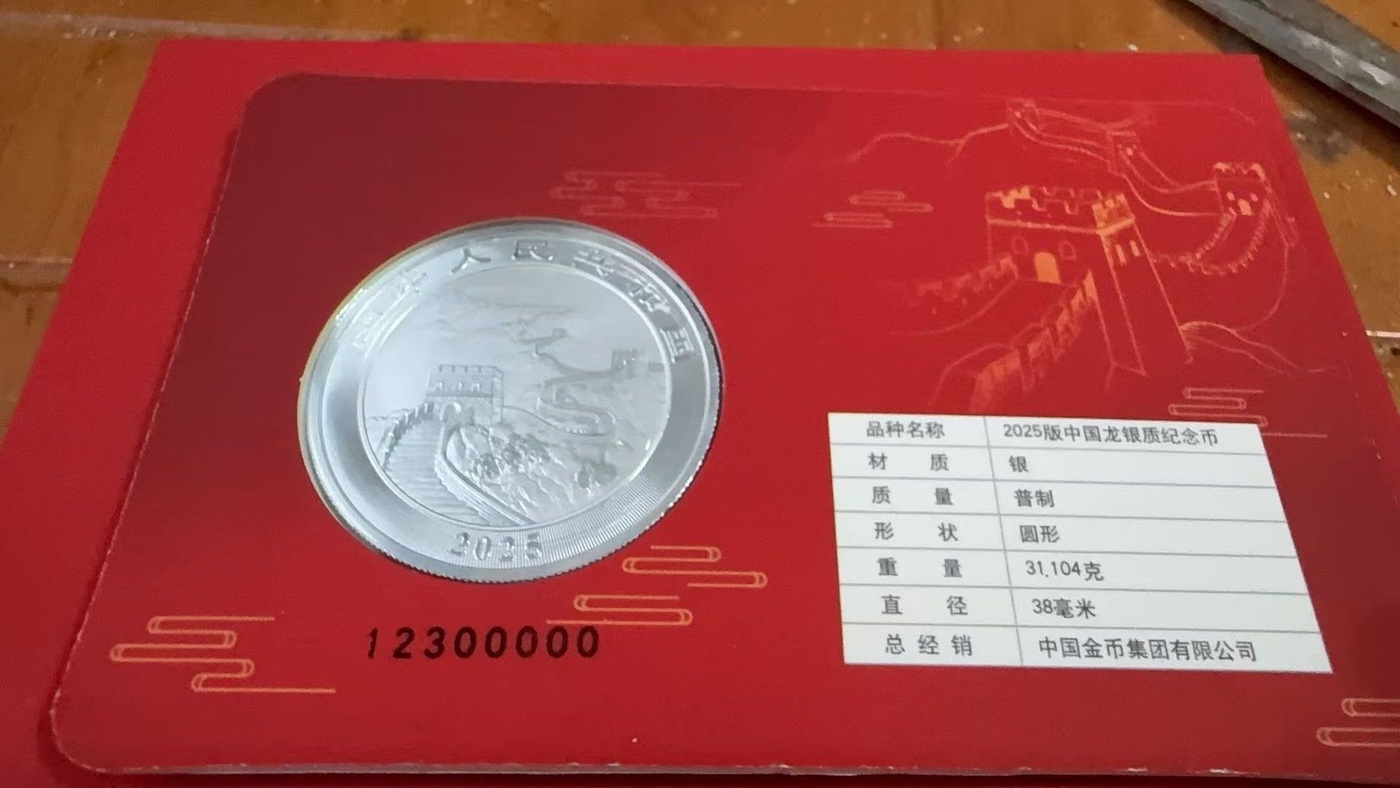 中华人民共和国
2025
12300000
品种名称 2025版中国龙银质纪念币
材 质 银
质 量 普制
形 状 圆形
重 量 31.104克
直 径 38毫米
总经销 中国金币集团有限公司